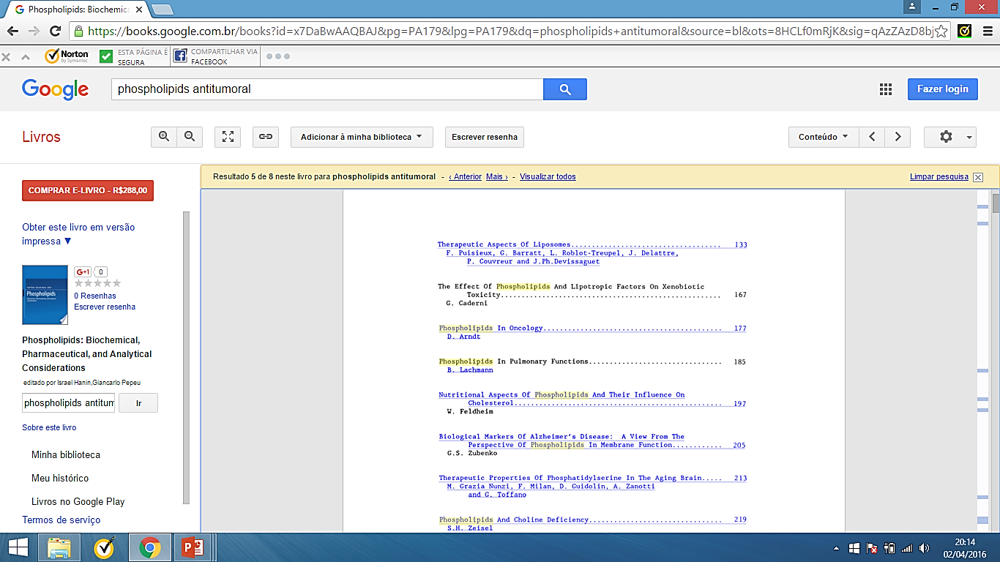 Phospholipids: Biochemic
https://books.google.com.br/books?id=x7DaBwAAQBAJ&pg=PA179&lpg=PA179&dq=phospholipids+antitumoral&source=bl&ots=8HCLf0mRjK&sig=qAzZAzD8bj
Norton
by Symantec
ESTA PÁGINA É
SEGURA
COMPARTILHAR VIA
FACEBOOK
Google
phospholipids antitumoral
Fazer login
Livros
Adicionar à minha biblioteca
Escrever resenha
Conteúdo
COMPRAR E-LIVRO - R$288,00
Obter este livro em versão
impressa ▼
Phospholipids
G+1 0
0 Resenhas
Escrever resenha
Phospholipids: Biochemical,
Pharmaceutical, and Analytical
Considerations
editado por Israel Hanin,Giancarlo Pepeu
phospholipids antitum
Ir
Sobre este livro
Minha biblioteca
Meu histórico
Livros no Google Play
Termos de serviço
Resultado 5 de 8 neste livro para phospholipids antitumoral - ‹ Anterior Mais › - Visualizar todos
Limpar pesquisa
Therapeutic Aspects Of Liposomes.................................... 133
F. Puisieux, G. Barratt, L. Roblot-Treupel, J. Delattre,
P. Couvreur and J.Ph.Devissaguet
The Effect Of Phospholipids And Lipotropic Factors On Xenobiotic
Toxicity..................................................... 167
G. Caderni
Phospholipids In Oncology........................................... 177
D. Arndt
Phospholipids In Pulmonary Functions................................ 185
B. Lachmann
Nutritional Aspects Of Phospholipids And Their Influence On
Cholesterol.................................................. 197
W. Feldheim
Biological Markers Of Alzheimer's Disease: A View From The
Perspective Of Phospholipids In Membrane Function............ 205
G.S. Zubenko
Therapeutic Properties Of Phosphatidylserine In The Aging Brain..... 213
M. Grazia Nunzi, F. Milan, D. Guidolin, A. Zanotti
and G. Toffano
Phospholipids And Choline Deficiency................................ 219
S.H. Zeisel
20:14
02/04/2016